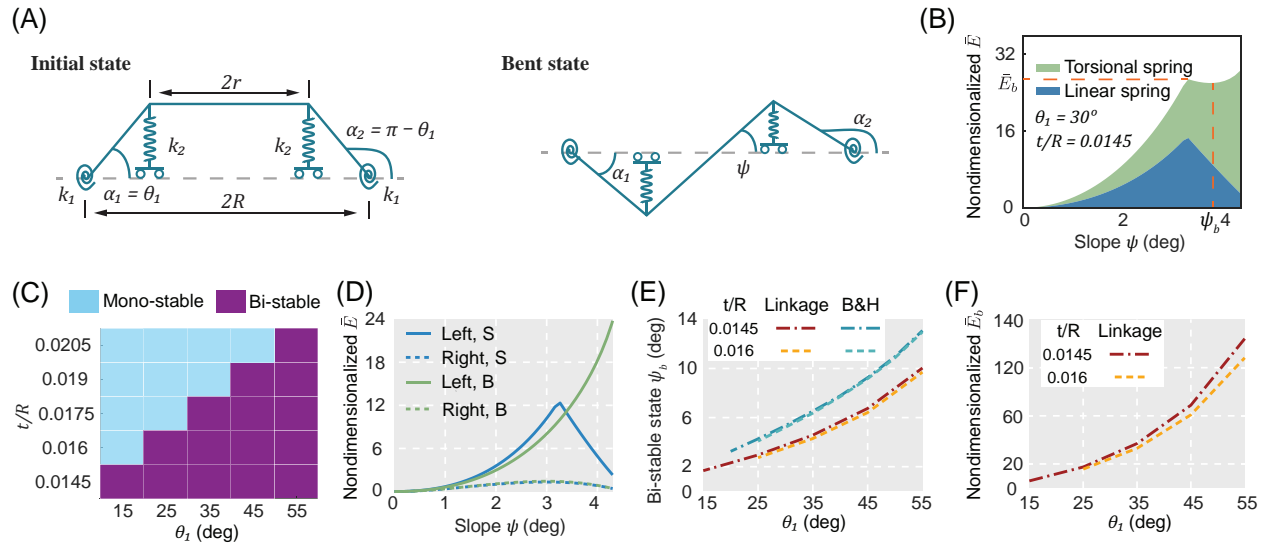 (A)
Initial state
2r
k₂
k₂
α₂ = π − θ₁
k₁
α₁ = θ₁
k₁
2R
Bent state
α₁
ψ
α₂
(B)
Nondimensionalized Ē
36
16
0
Ē_b
Torsional spring
Linear spring
θ₁ = 30°
t/R = 0.0145
0
2
ψ_b
4
Slope ψ (deg)
(C)
Mono-stable
Bi-stable
t/R
0.0205
0.019
0.0175
0.016
0.0145
15 25 35 45 55
θ₁ (deg)
(D)
Nondimensionalized Ē
24
12
6
0
Left, S
Right, S
Left, B
Right, B
0 1 2 3 4
Slope ψ (deg)
(E)
Bi-stable state ψ_b (deg)
14
10
8
6
4
2
0
t/R Linkage B&H
0.0145
0.016
15 25 35 45 55
θ₁ (deg)
(F)
Nondimensionalized Ē_b
140
120
60
40
20
0
t/R Linkage
0.0145
0.016
15 25 35 45 55
θ₁ (deg)